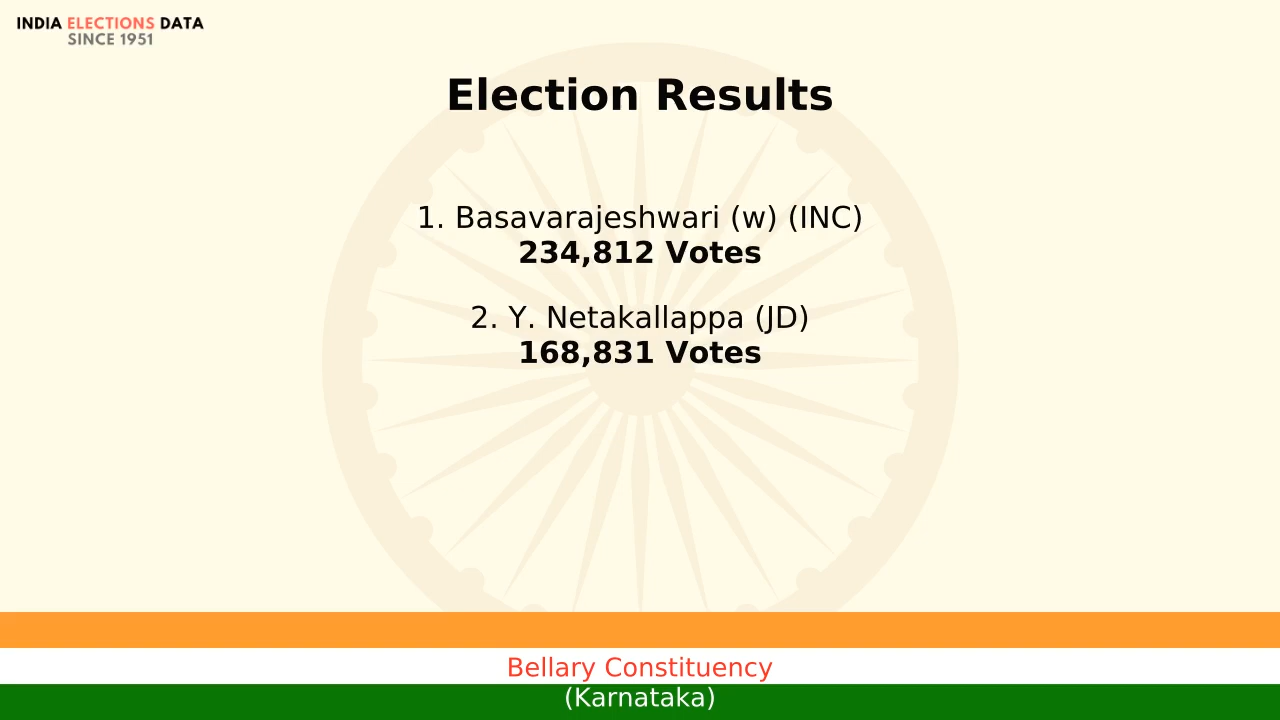 INDIA ELECTIONS DATA
SINCE 1951
Election Results
1. Basavarajeshwari (w) (INC)
234,812 Votes
2. Y. Netakallappa (JD)
168,831 Votes
Bellary Constituency
(Karnataka)